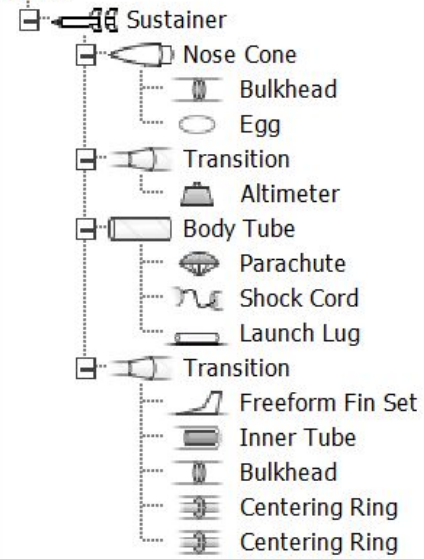 Sustainer
Nose Cone
Bulkhead
Egg
Transition
Altimeter
Body Tube
Parachute
Shock Cord
Launch Lug
Transition
Freeform Fin Set
Inner Tube
Bulkhead
Centering Ring
Centering Ring